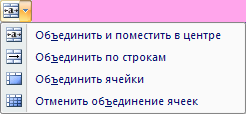 Объединить и поместить в центре
Объединить по строкам
Объединить ячейки
Отменить объединение ячеек